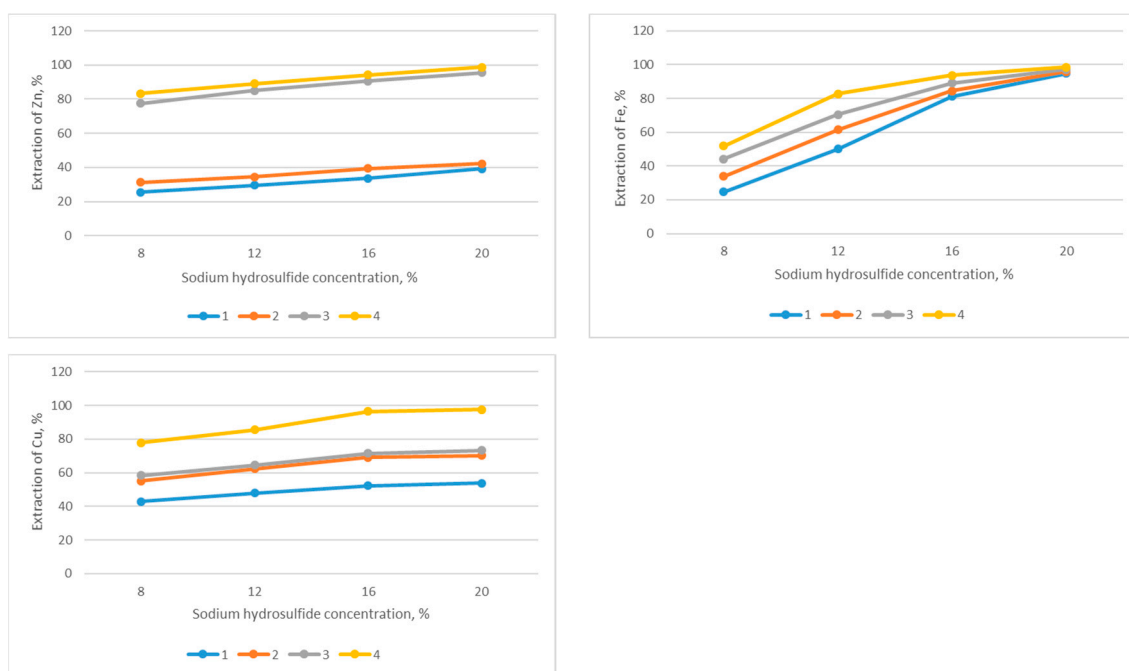 120
100
80
60
40
20
0
Extraction of Zn, %
8 12 16 20
Sodium hydrosulfide concentration, %
1 2 3 4
120
100
80
60
40
20
0
Extraction of Fe, %
8 12 16 20
Sodium hydrosulfide concentration, %
1 2 3 4
120
100
80
60
40
20
0
Extraction of Cu, %
8 12 16 20
Sodium hydrosulfide concentration, %
1 2 3 4